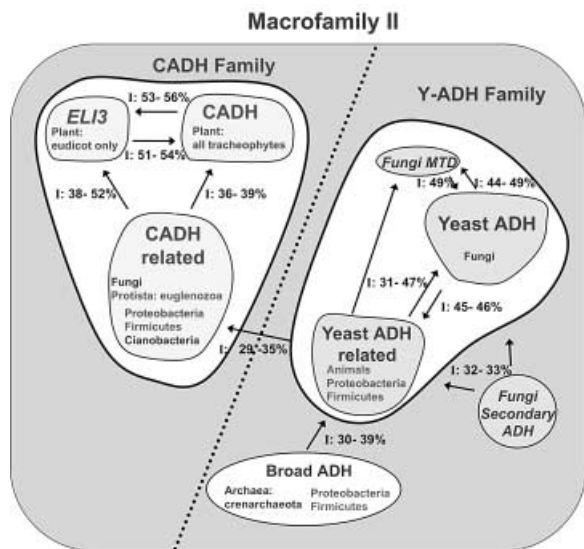 Macrofamily II
CADH Family
I: 53- 56%
ELI3
Plant:
eudicot only
CADH
Plant:
all tracheophytes
I: 51- 54%
I: 38- 52%
I: 36- 39%
CADH
related
Fungi
Protista: euglenozoa
Proteobacteria
Firmicutes
Cianobacteria
I: 29- 35%
Y-ADH Family
Fungi MTD
I: 49%
I: 44- 49%
Yeast ADH
Fungi
I: 31- 47%
I: 45- 46%
Yeast ADH
related
Animals
Proteobacteria
Firmicutes
I: 32- 33%
Fungi
Secondary
ADH
I: 30- 39%
Broad ADH
Archaea:
crenarchaeota
Proteobacteria
Firmicutes